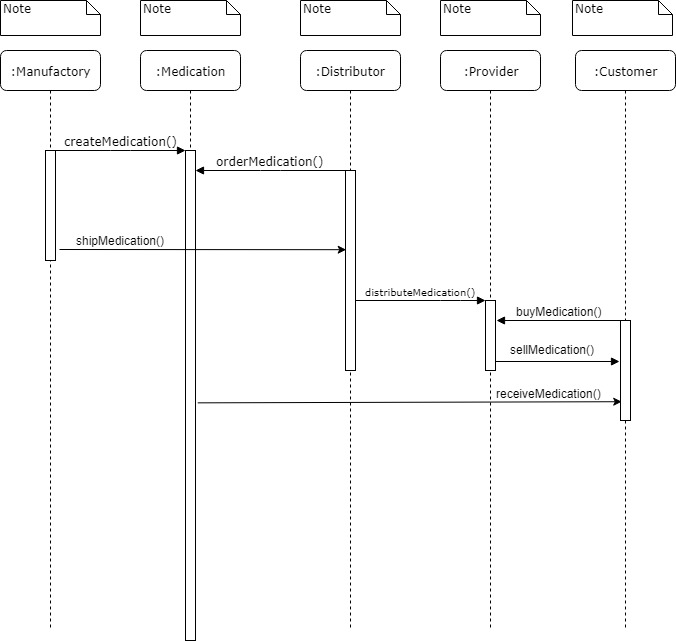 Note
Note
Note
Note
Note
:Manufactory
:Medication
:Distributor
:Provider
:Customer
createMedication()
orderMedication()
shipMedication()
distributeMedication()
buyMedication()
sellMedication()
receiveMedication()